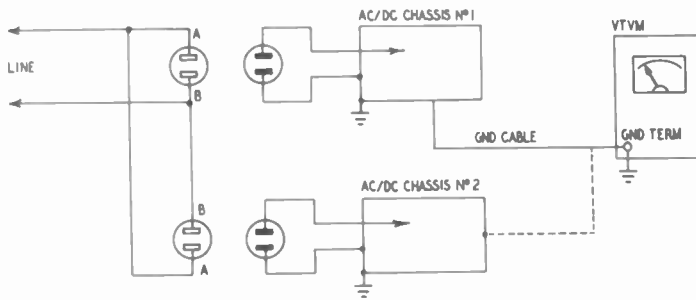 AC/DC CHASSIS Nº1
VTVM
A
LINE
B
GND CABLE
GND TERM
AC/DC CHASSIS Nº2
B
A